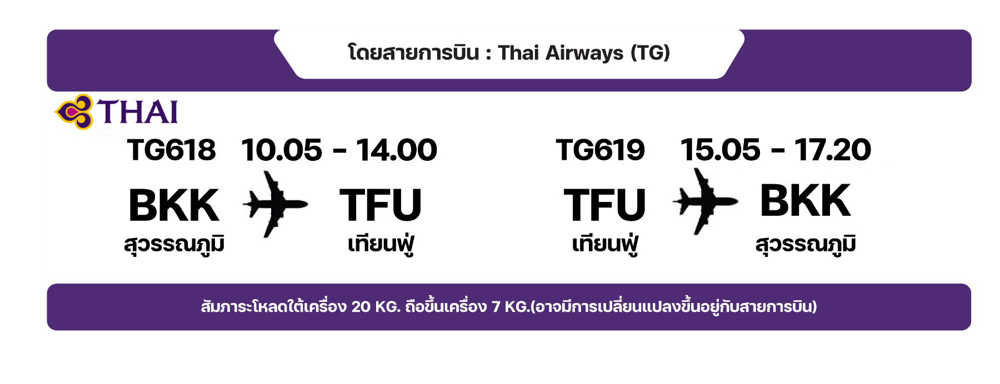 โดยสายการบิน : Thai Airways (TG)
THAI
TG618 10.05 - 14.00
BKK TFU
สุวรรณภูมิ เทียนฟู่
TG619 15.05 - 17.20
TFU BKK
เทียนฟู่ สุวรรณภูมิ
สัมภาระโหลดใต้เครื่อง 20 KG. ถือขึ้นเครื่อง 7 KG.(อาจมีการเปลี่ยนแปลงขึ้นอยู่กับสายการบิน)